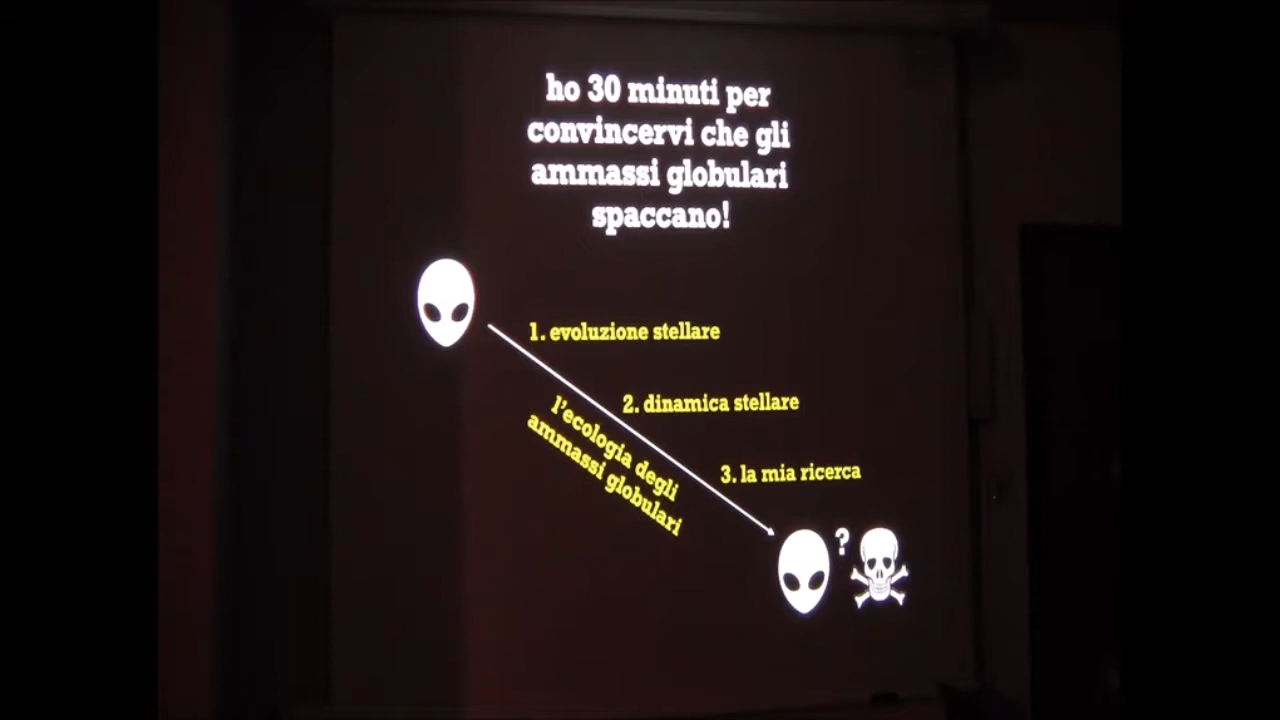 ho 30 minuti per
convincervi che gli
ammassi globulari
spaccano!
1. evoluzione stellare
2. dinamica stellare
l'ecologia degli
ammassi globulari
3. la mia ricerca
?